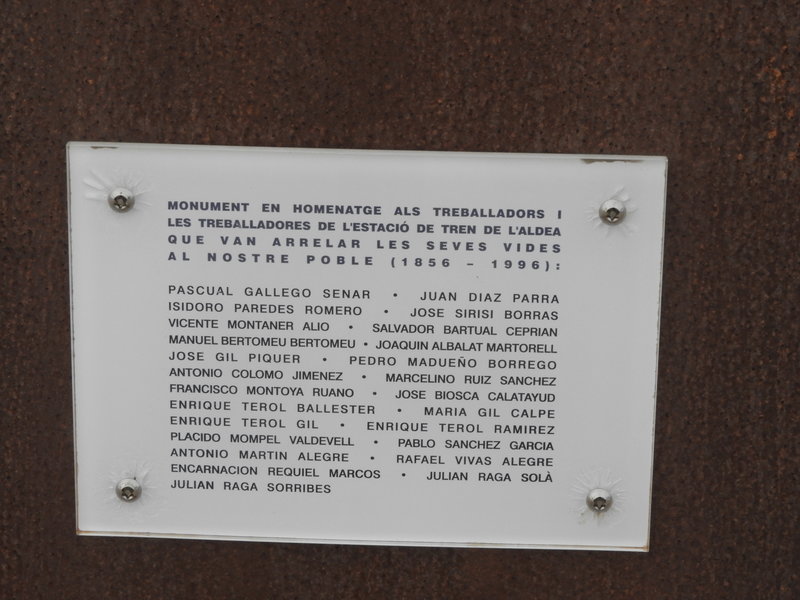 MONUMENT EN HOMENATGE ALS TREBALLADORS I
LES TREBALLADORES DE L'ESTACIÓ DE TREN DE L'ALDEA
QUE VAN ARRELAR LES SEVES VIDES
AL NOSTRE POBLE (1856 – 1996):
PASCUAL GALLEGO SENAR • JUAN DIAZ PARRA
ISIDORO PAREDES ROMERO • JOSE SIRISI BORRAS
VICENTE MONTANER ALIO • SALVADOR BARTUAL CEPRIAN
MANUEL BERTOMEU BERTOMEU • JOAQUIN ALBALAT MARTORELL
JOSE GIL PIQUER • PEDRO MADUEÑO BORREGO
ANTONIO COLOMO JIMENEZ • MARCELINO RUIZ SANCHEZ
FRANCISCO MONTOYA RUANO • JOSE BIOSCA CALATAYUD
ENRIQUE TEROL BALLESTER • MARIA GIL CALPE
ENRIQUE TEROL GIL • ENRIQUE TEROL RAMIREZ
PLACIDO MOMPEL VALDEVELL • PABLO SANCHEZ GARCIA
ANTONIO MARTIN ALEGRE • RAFAEL VIVAS ALEGRE
ENCARNACION REQUIEL MARCOS • JULIAN RAGA SOLÀ
JULIAN RAGA SORRIBES